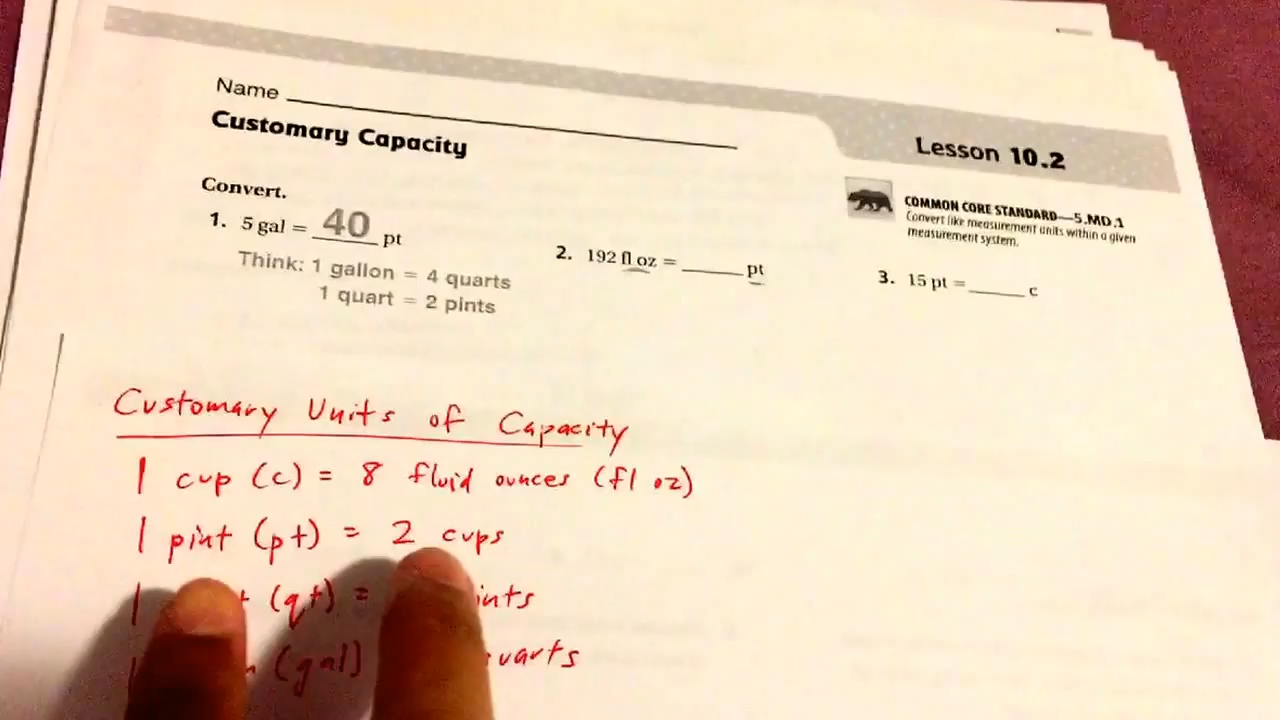 Name
Customary Capacity
Lesson 10.2
COMMON CORE STANDARD—5.MD.1
Convert like measurement units within a given
measurement system.
Convert.
1. 5 gal = 40 pt
Think: 1 gallon = 4 quarts
1 quart = 2 pints
2. 192 fl oz = ______ pt
3. 15 pt = ______ c
Customary Units of Capacity
1 cup (c) = 8 fluid ounces (fl oz)
1 pint (pt) = 2 cups
1 (qt) =
(gal)